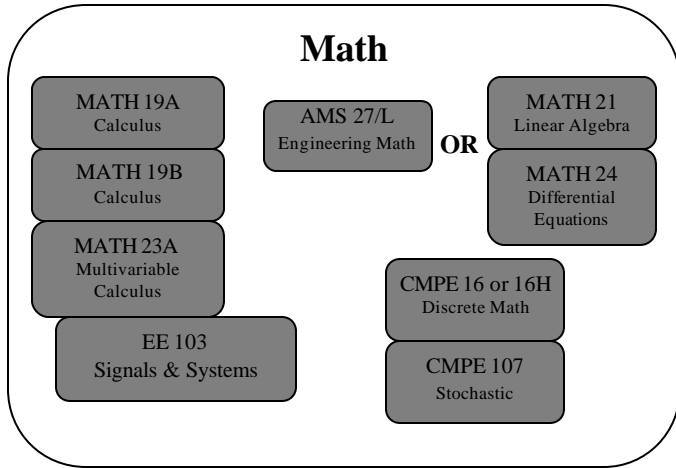 Math
MATH 19A
Calculus
MATH 19B
Calculus
MATH 23A
Multivariable
Calculus
EE 103
Signals & Systems
AMS 27/L
Engineering Math
OR
MATH 21
Linear Algebra
MATH 24
Differential
Equations
CMPE 16 or 16H
Discrete Math
CMPE 107
Stochastic